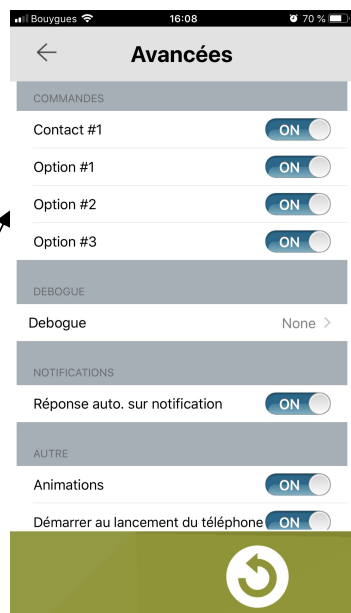 Bouygues 16:08 70 %
Avancées
COMMANDES
Contact #1 ON
Option #1 ON
Option #2 ON
Option #3 ON
DEBOGUE
Debogue None
NOTIFICATIONS
Réponse auto. sur notification ON
AUTRE
Animations ON
Démarrer au lancement du téléphone ON